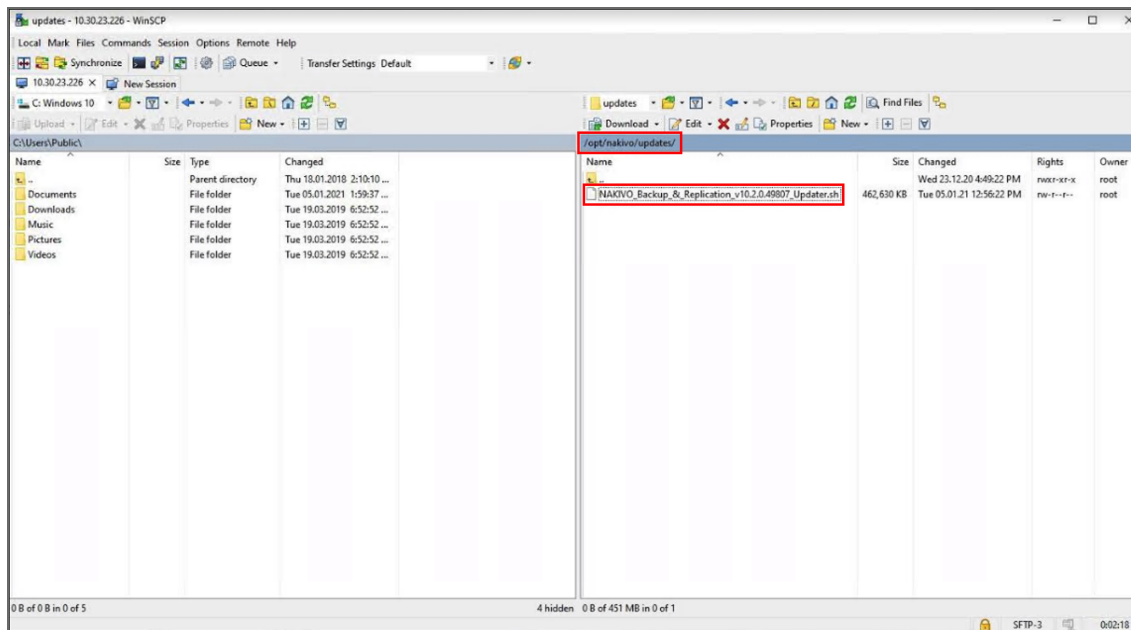 updates - 10.30.23.226 - WinSCP
Local Mark Files Commands Session Options Remote Help
Synchronize Queue Transfer Settings Default
10.30.23.226 × New Session
C: Windows 10 updates Find Files
Upload Edit Properties New Download Edit Properties New
C:\Users\Public\ /opt/nakivo/updates/
Name Size Type Changed Name Size Changed Rights Owner
.. Parent directory Thu 18.01.2018 2:10:10 ... .. Wed 23.12.20 4:49:22 PM rwxr-xr-x root
Documents File folder Tue 05.01.2021 1:59:37 ... NAKIVO_Backup_&_Replication_v10.2.0.49807_Updater.sh 462,630 KB Tue 05.01.21 12:56:22 PM rw-r--r-- root
Downloads File folder Tue 19.03.2019 6:52:52 ...
Music File folder Tue 19.03.2019 6:52:52 ...
Pictures File folder Tue 19.03.2019 6:52:52 ...
Videos File folder Tue 19.03.2019 6:52:52 ...
0 B of 0 B in 0 of 5 4 hidden 0 B of 451 MB in 0 of 1
SFTP-3 0:02:18